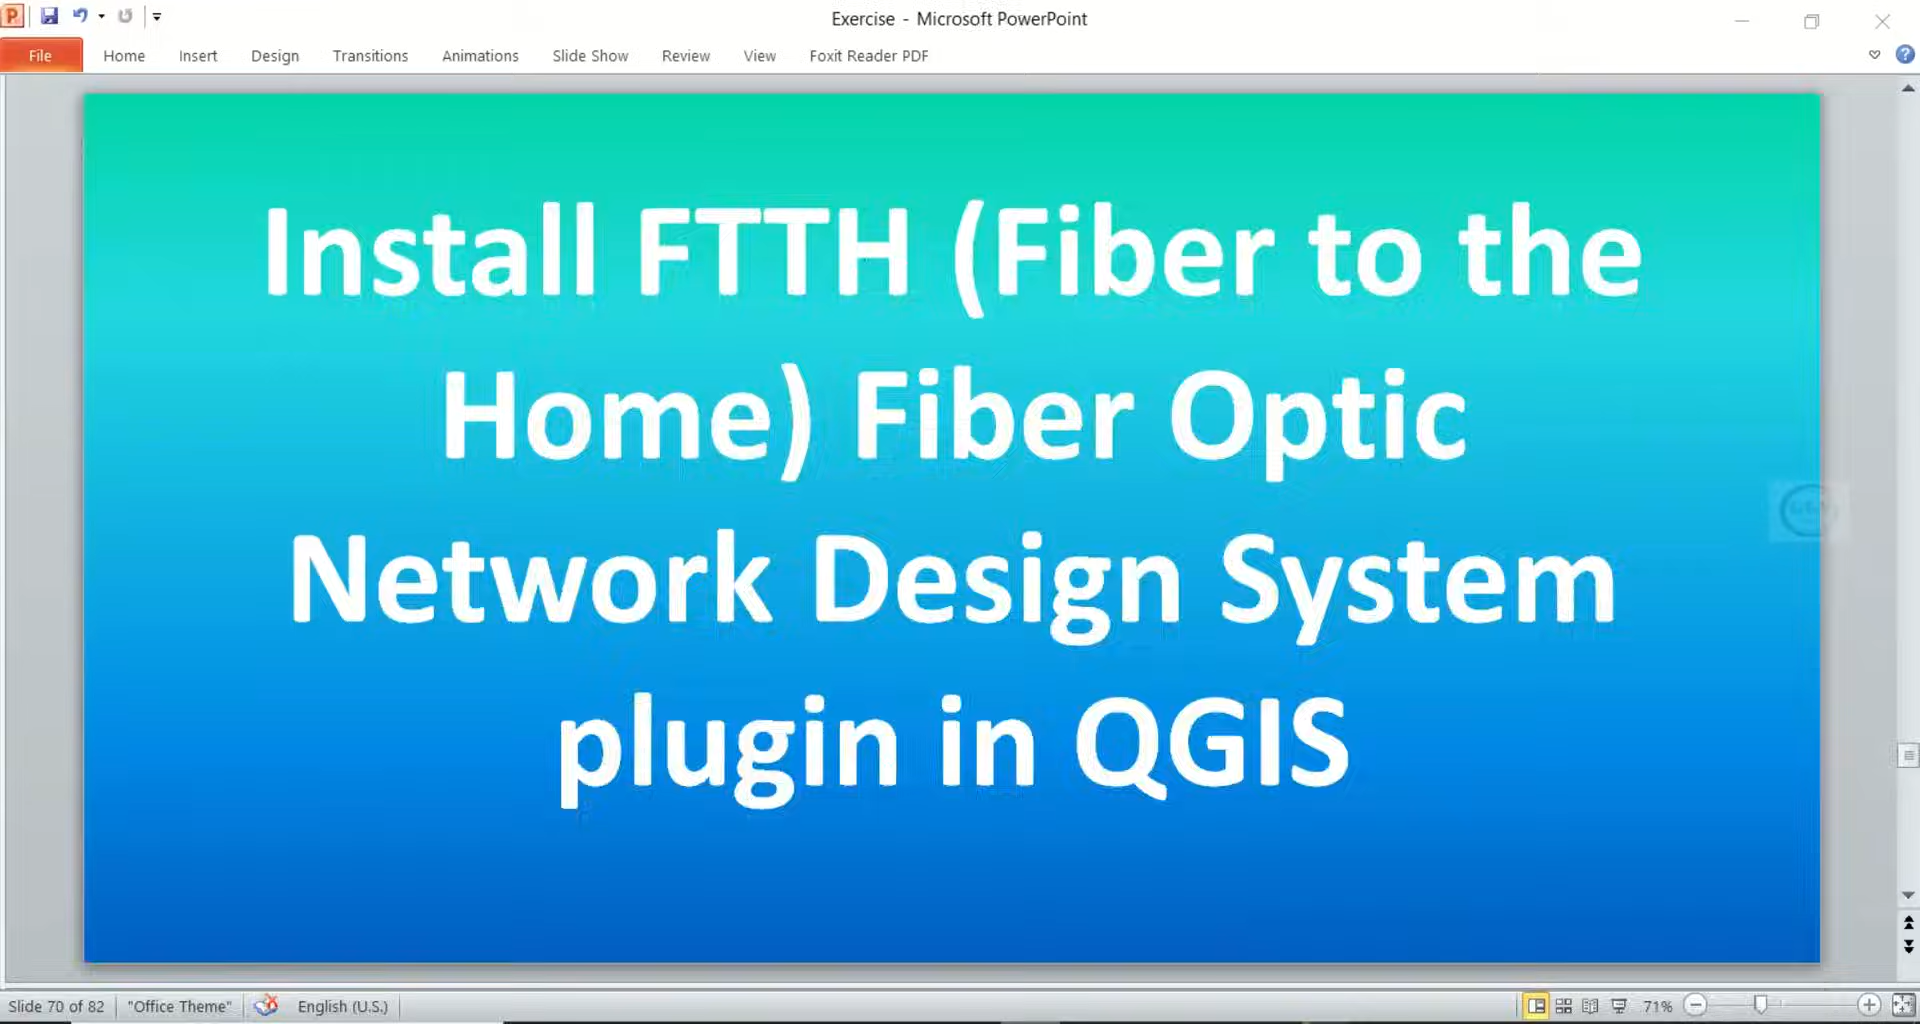 Exercise - Microsoft PowerPoint
File Home Insert Design Transitions Animations Slide Show Review View Foxit Reader PDF
Install FTTH (Fiber to the
Home) Fiber Optic
Network Design System
plugin in QGIS
Slide 70 of 82 "Office Theme" English (U.S.) 71%